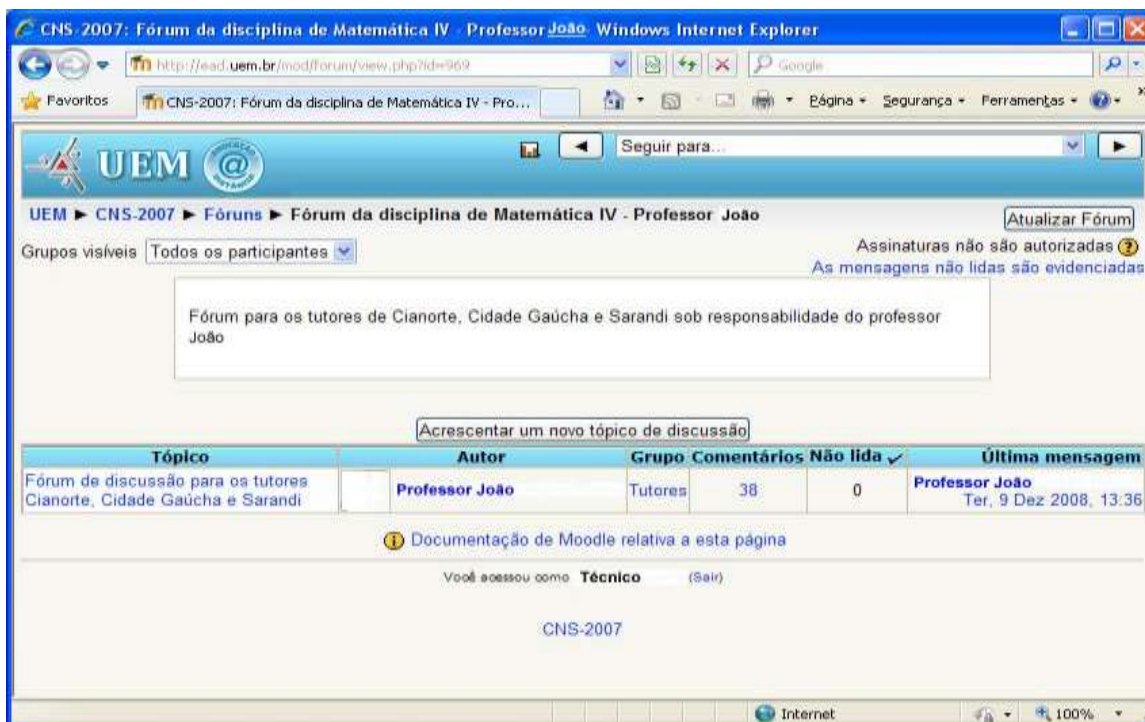 CNS-2007: Fórum da disciplina de Matemática IV - Professor João- Windows Internet Explorer
http://ead.uem.br/mod/forum/view.php?id=969
Google
Favoritos
CNS-2007: Fórum da disciplina de Matemática IV - Pro...
Página
Segurança
Ferramentas
UEM
@
Seguir para...
UEM ► CNS-2007 ► Fóruns ► Fórum da disciplina de Matemática IV - Professor João
Atualizar Fórum
Grupos visíveis Todos os participantes
Assinaturas não são autorizadas ?
As mensagens não lidas são evidenciadas
Fórum para os tutores de Cianorte, Cidade Gaúcha e Sarandi sob responsabilidade do professor
João
Acrescentar um novo tópico de discussão
Tópico Autor Grupo Comentários Não lida Última mensagem
Fórum de discussão para os tutores
Cianorte, Cidade Gaúcha e Sarandi
Professor João
Tutores
38
0
Professor João
Ter, 9 Dez 2008, 13:36
Documentação de Moodle relativa a esta página
Você acessou como Técnico (Sair)
CNS-2007
Internet
100%